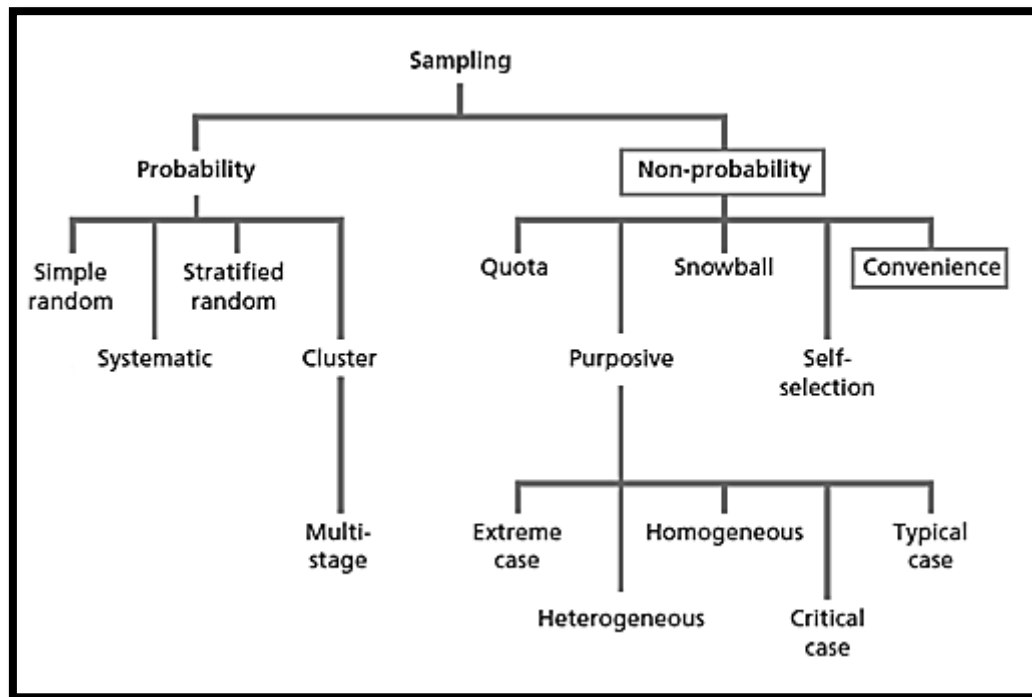 Sampling
Probability
Non-probability
Simple
random
Stratified
random
Quota
Snowball
Convenience
Systematic
Cluster
Purposive
Self-
selection
Multi-
stage
Extreme
case
Homogeneous
Typical
case
Heterogeneous
Critical
case